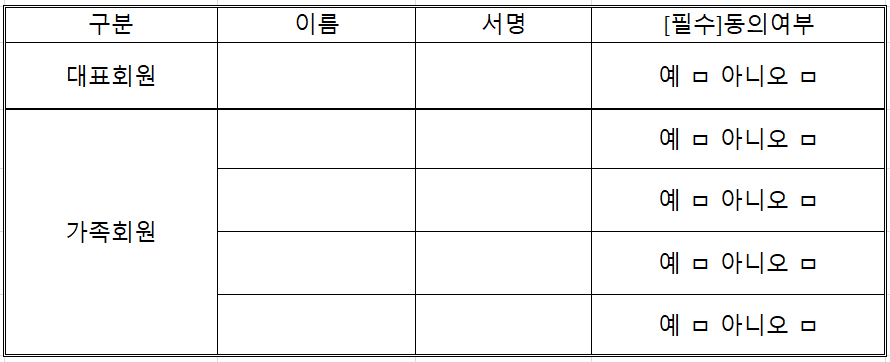 구분 이름 서명 [필수]동의여부
대표회원 예 ㅁ 아니오 ㅁ
예 ㅁ 아니오 ㅁ
예 ㅁ 아니오 ㅁ
가족회원
예 ㅁ 아니오 ㅁ
예 ㅁ 아니오 ㅁ